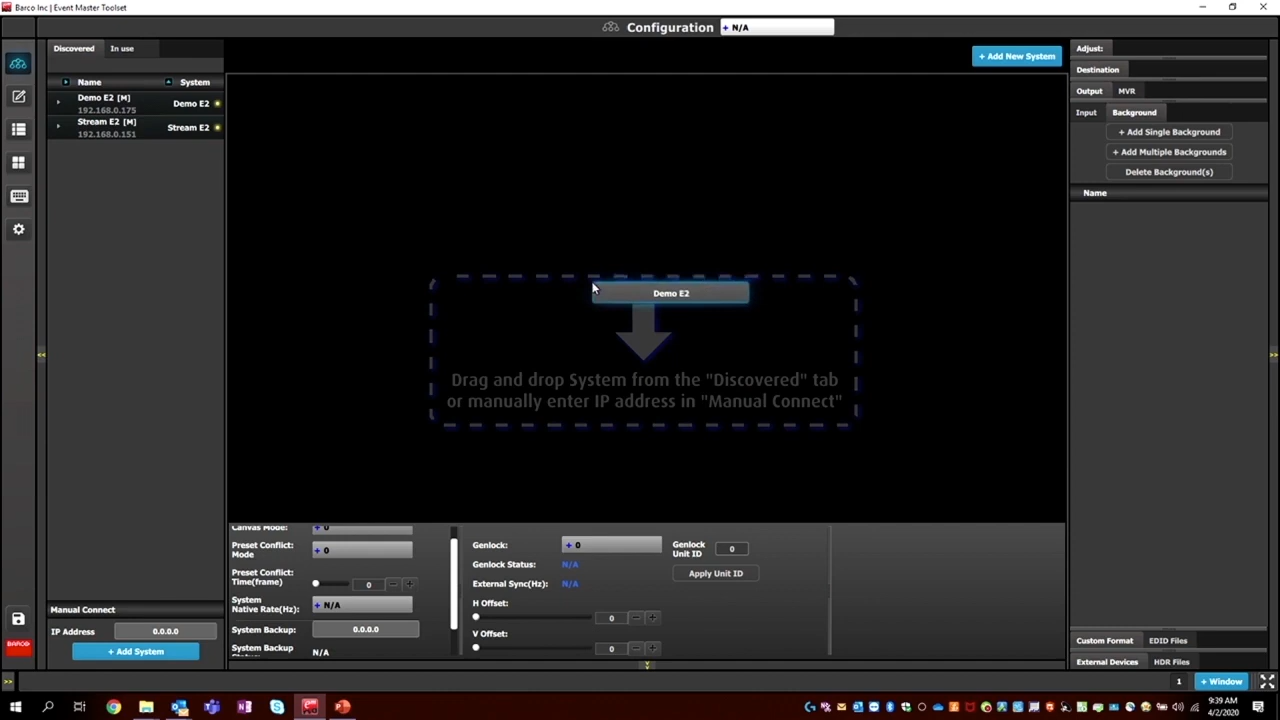 Barco Inc | Event Master Toolset
Configuration
N/A
Discovered
In use
+ Add New System
Name
System
Demo E2 [M]
192.168.0.175
Demo E2
Stream E2 [M]
192.168.0.151
Stream E2
Demo E2
Drag and drop System from the "Discovered" tab
or manually enter IP address in "Manual Connect"
Adjust:
Destination
Output
MVR
Input
Background
+ Add Single Background
+ Add Multiple Backgrounds
Delete Background(s)
Name
Canvas Mode:
+ 0
Preset Conflict:
Mode
+ 0
Preset Conflict:
Time(frame)
0
System
Native Rate(Hz):
+ N/A
System Backup:
0.0.0.0
System Backup
N/A
Genlock:
+ 0
Genlock
Unit ID
0
Genlock Status:
N/A
Apply Unit ID
External Sync(Hz):
N/A
H Offset:
0
V Offset:
0
Manual Connect
IP Address
0.0.0.0
+ Add System
BARCO
Custom Format
EDID Files
External Devices
HDR Files
>>
1
+ Window
9:39 AM
4/2/2020